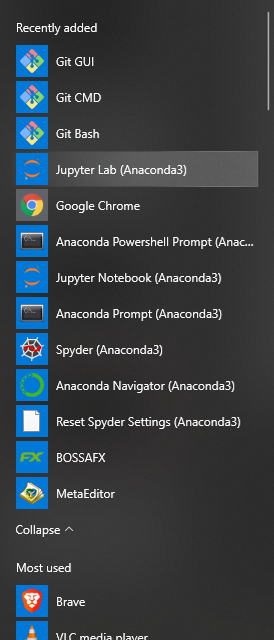 Recently added
Git GUI
Git CMD
Git Bash
Jupyter Lab (Anaconda3)
Google Chrome
Anaconda Powershell Prompt (Anac...
Jupyter Notebook (Anaconda3)
Anaconda Prompt (Anaconda3)
Spyder (Anaconda3)
Anaconda Navigator (Anaconda3)
Reset Spyder Settings (Anaconda3)
FX BOSSAFX
MetaEditor
Collapse
Most used
Brave
VLC media player